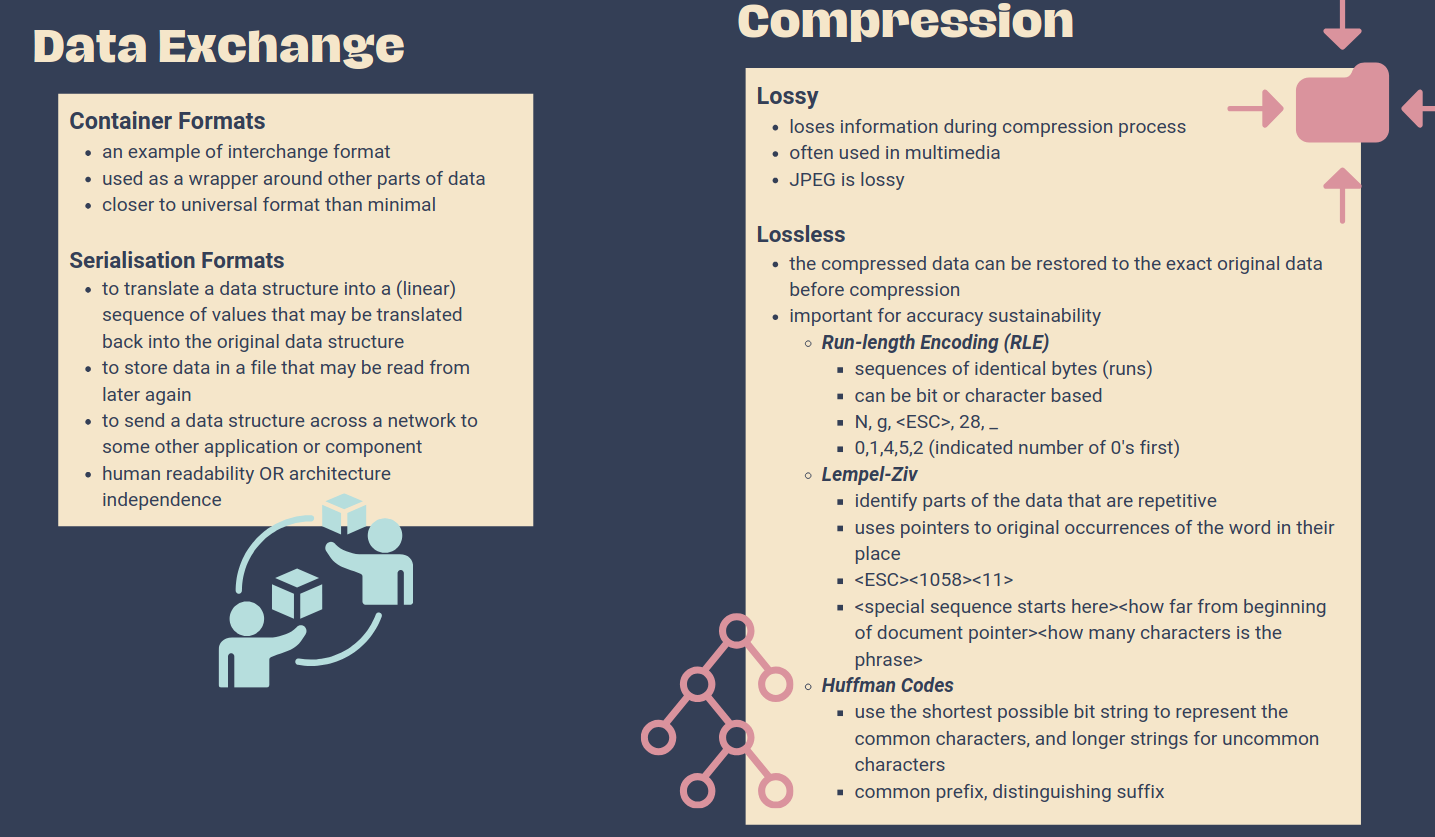 Data Exchange
Container Formats
• an example of interchange format
• used as a wrapper around other parts of data
• closer to universal format than minimal
Serialisation Formats
• to translate a data structure into a (linear)
sequence of values that may be translated
back into the original data structure
• to store data in a file that may be read from
later again
• to send a data structure across a network to
some other application or component
• human readability OR architecture
independence
Compression
Lossy
• loses information during compression process
• often used in multimedia
• JPEG is lossy
Lossless
• the compressed data can be restored to the exact original data
before compression
• important for accuracy sustainability
◦ Run-length Encoding (RLE)
▪ sequences of identical bytes (runs)
▪ can be bit or character based
▪ N, g, <ESC>, 28, _
▪ 0,1,4,5,2 (indicated number of 0's first)
◦ Lempel-Ziv
▪ identify parts of the data that are repetitive
▪ uses pointers to original occurrences of the word in their
place
▪ <ESC><1058><11>
▪ <special sequence starts here><how far from beginning
of document pointer><how many characters is the
phrase>
◦ Huffman Codes
▪ use the shortest possible bit string to represent the
common characters, and longer strings for uncommon
characters
▪ common prefix, distinguishing suffix